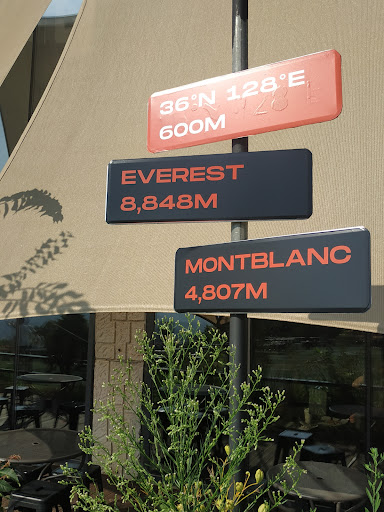 36°N 128°E
600M
EVEREST
8,848M
MONTBLANC
4,807M